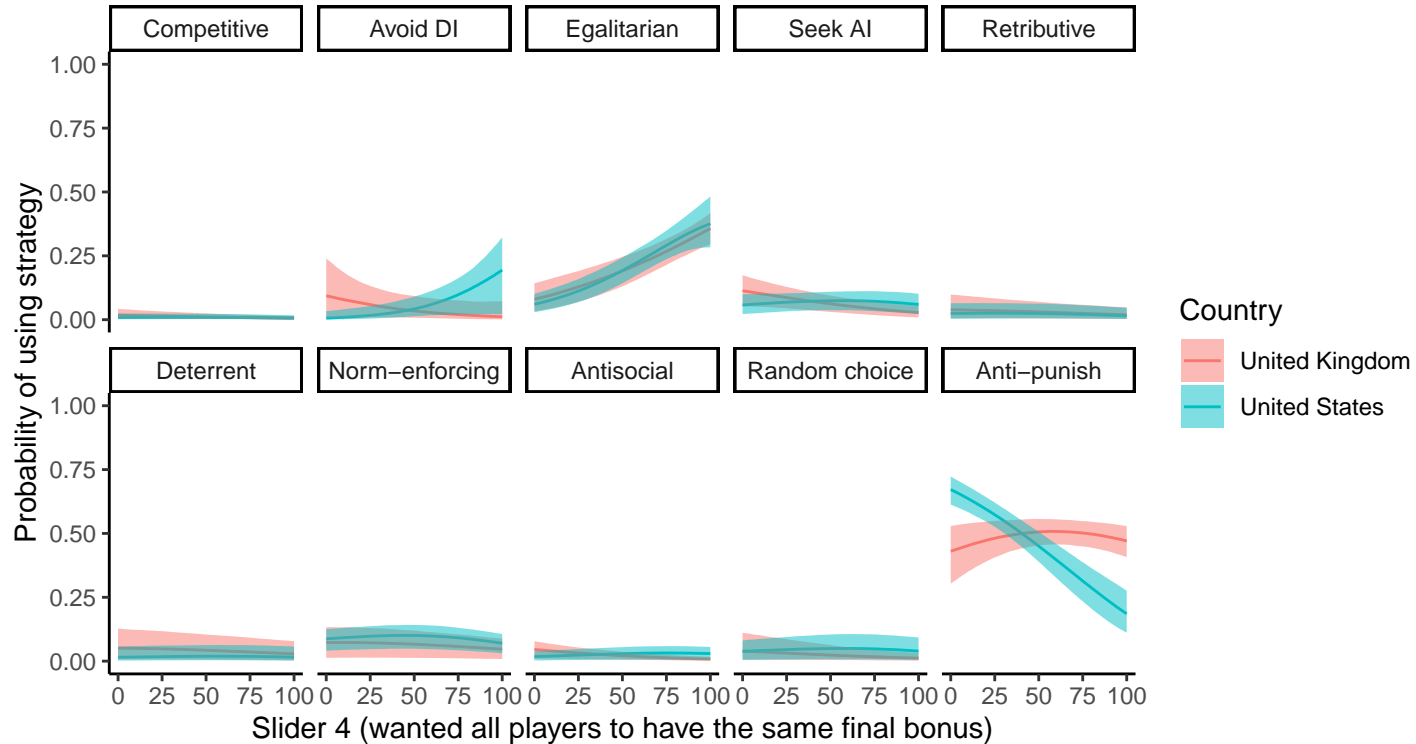 Competitive Avoid DI Egalitarian Seek AI Retributive
1.00
0.75
0.50
0.25
0.00
Deterrent Norm−enforcing Antisocial Random choice Anti−punish
1.00
0.75
0.50
0.25
0.00
0 25 50 75 100 0 25 50 75 100 0 25 50 75 100 0 25 50 75 100 0 25 50 75 100
Slider 4 (wanted all players to have the same final bonus)
Probability of using strategy
Country
United Kingdom
United States